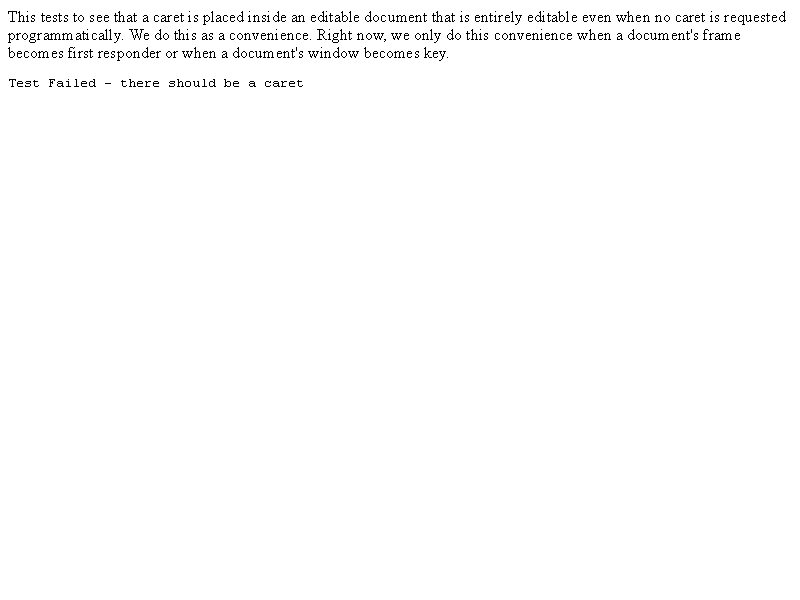 This tests to see that a caret is placed inside an editable document that is entirely editable even when no caret is requested
programmatically. We do this as a convenience. Right now, we only do this convenience when a document's frame
becomes first responder or when a document's window becomes key.
Test Failed - there should be a caret